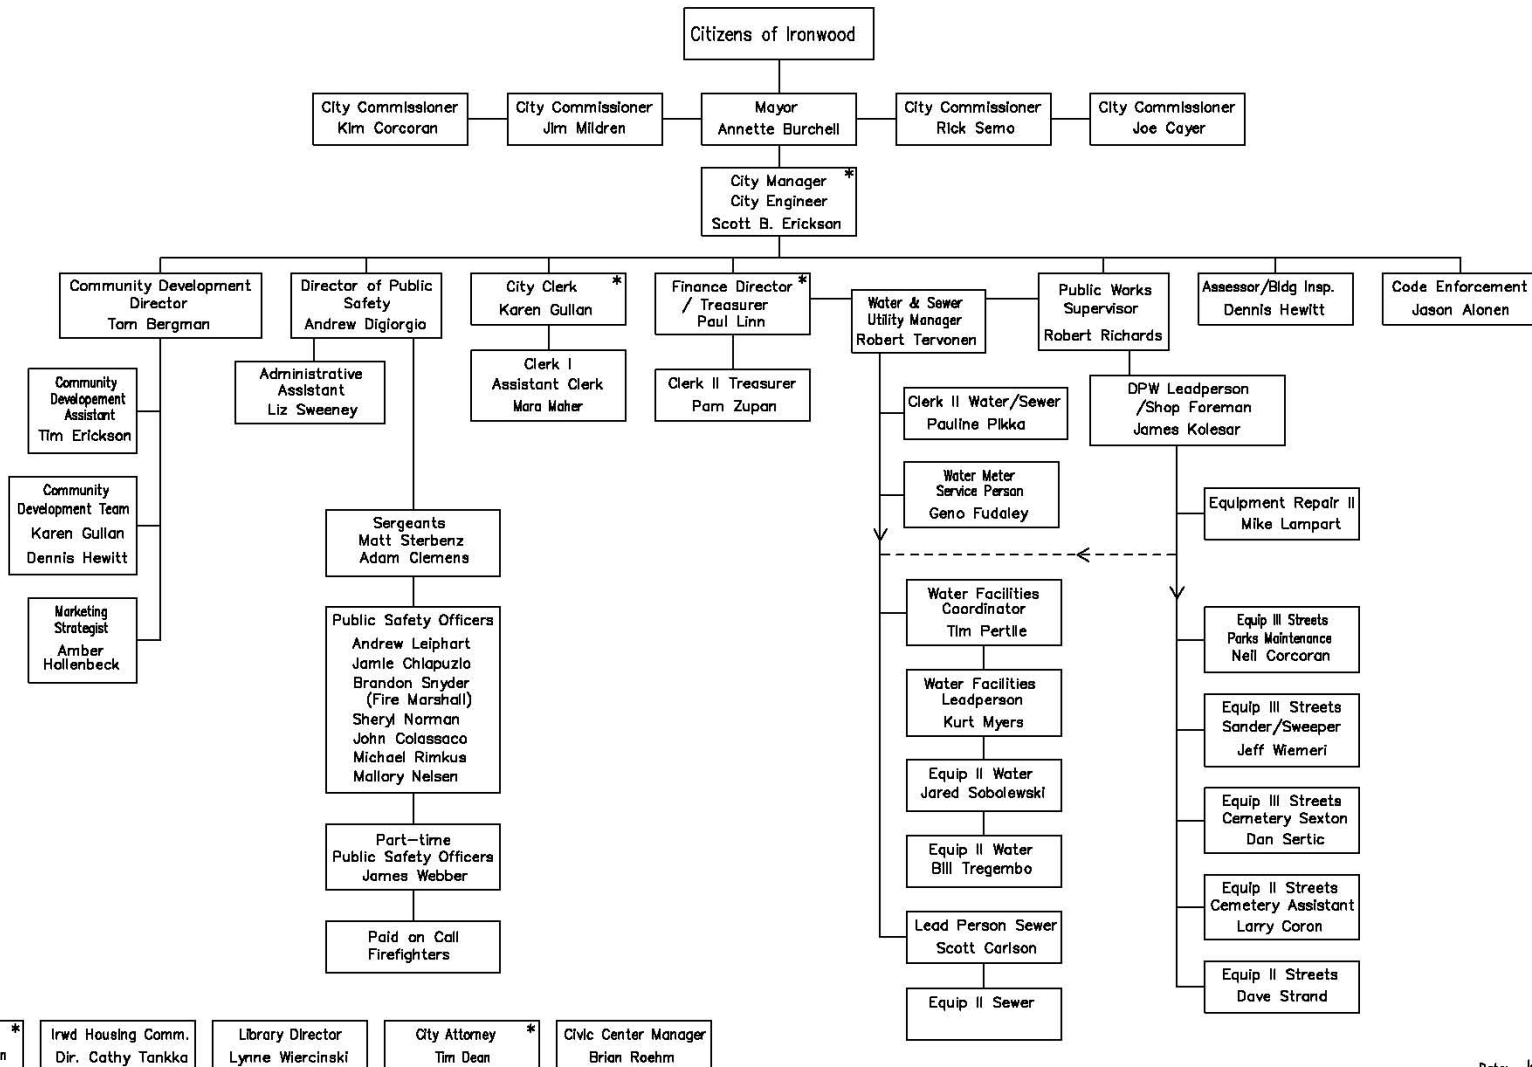 Citizens of Ironwood
City Commissioner
Kim Corcoran
City Commissioner
Jim Mildren
Mayor
Annette Burchell
City Commissioner
Rick Semo
City Commissioner
Joe Cayer
City Manager *
City Engineer
Scott B. Erickson
Community Development
Director
Tom Bergman
Director of Public
Safety
Andrew Digiorgio
City Clerk *
Karen Gullan
Finance Director *
/ Treasurer
Paul Linn
Water & Sewer
Utility Manager
Robert Tervonen
Public Works
Supervisor
Robert Richards
Assessor/Bldg Insp.
Dennis Hewitt
Code Enforcement
Jason Alonen
Community
Developement
Assistant
Tim Erickson
Community
Development Team
Karen Gullan
Dennis Hewitt
Marketing
Strategist
Amber
Hollenbeck
Administrative
Assistant
Liz Sweeney
Sergeants
Matt Sterbenz
Adam Clemens
Public Safety Officers
Andrew Leiphart
Jamie Chiapuzio
Brandon Snyder
(Fire Marshall)
Sheryl Norman
John Colassaco
Michael Rimkus
Mallory Nelsen
Part-time
Public Safety Officers
James Webber
Paid on Call
Firefighters
Clerk I
Assistant Clerk
Mara Maher
Clerk II Treasurer
Pam Zupan
Clerk II Water/Sewer
Pauline Pikka
Water Meter
Service Person
Geno Fudaley
Water Facilities
Coordinator
Tim Pertile
Water Facilities
Leadperson
Kurt Myers
Equip II Water
Jared Sobolewski
Equip II Water
Bill Tregembo
Lead Person Sewer
Scott Carlson
Equip II Sewer
DPW Leadperson
/Shop Foreman
James Kolesar
Equipment Repair II
Mike Lampart
Equip III Streets
Parks Maintenance
Neil Corcoran
Equip III Streets
Sander/Sweeper
Jeff Wiemeri
Equip III Streets
Cemetery Sexton
Dan Sertic
Equip II Streets
Cemetery Assistant
Larry Coron
Equip II Streets
Dave Strand
*
Irwd Housing Comm.
Dir. Cathy Tankka
Library Director
Lynne Wiercinski
City Attorney *
Tim Dean
Civic Center Manager
Brian Roehm